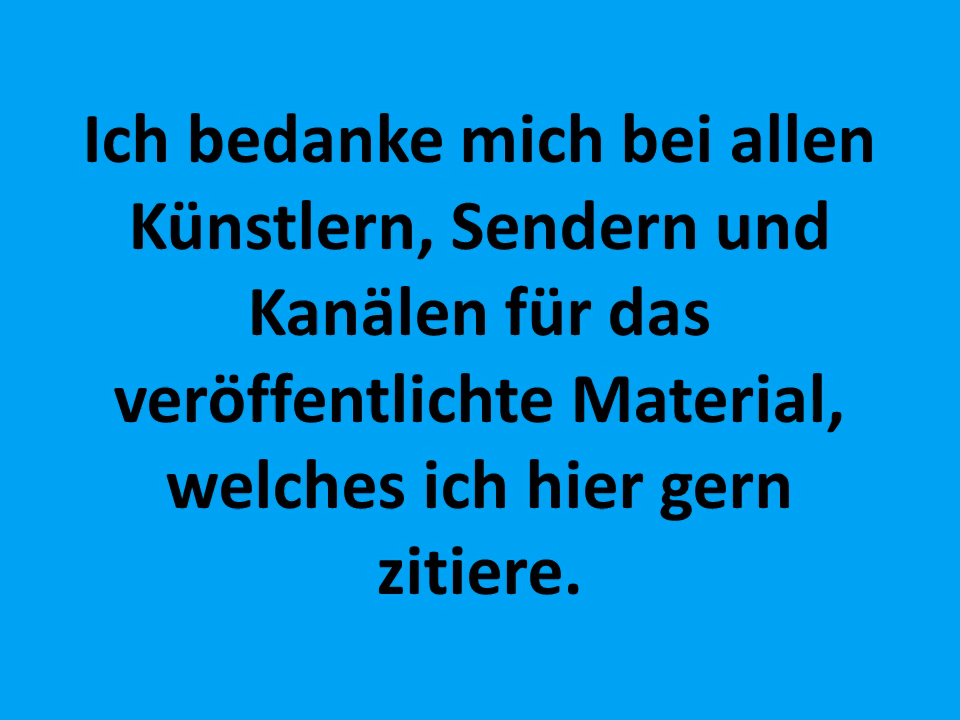 Ich bedanke mich bei allen
Künstlern, Sendern und
Kanälen für das
veröffentlichte Material,
welches ich hier gern
zitiere.